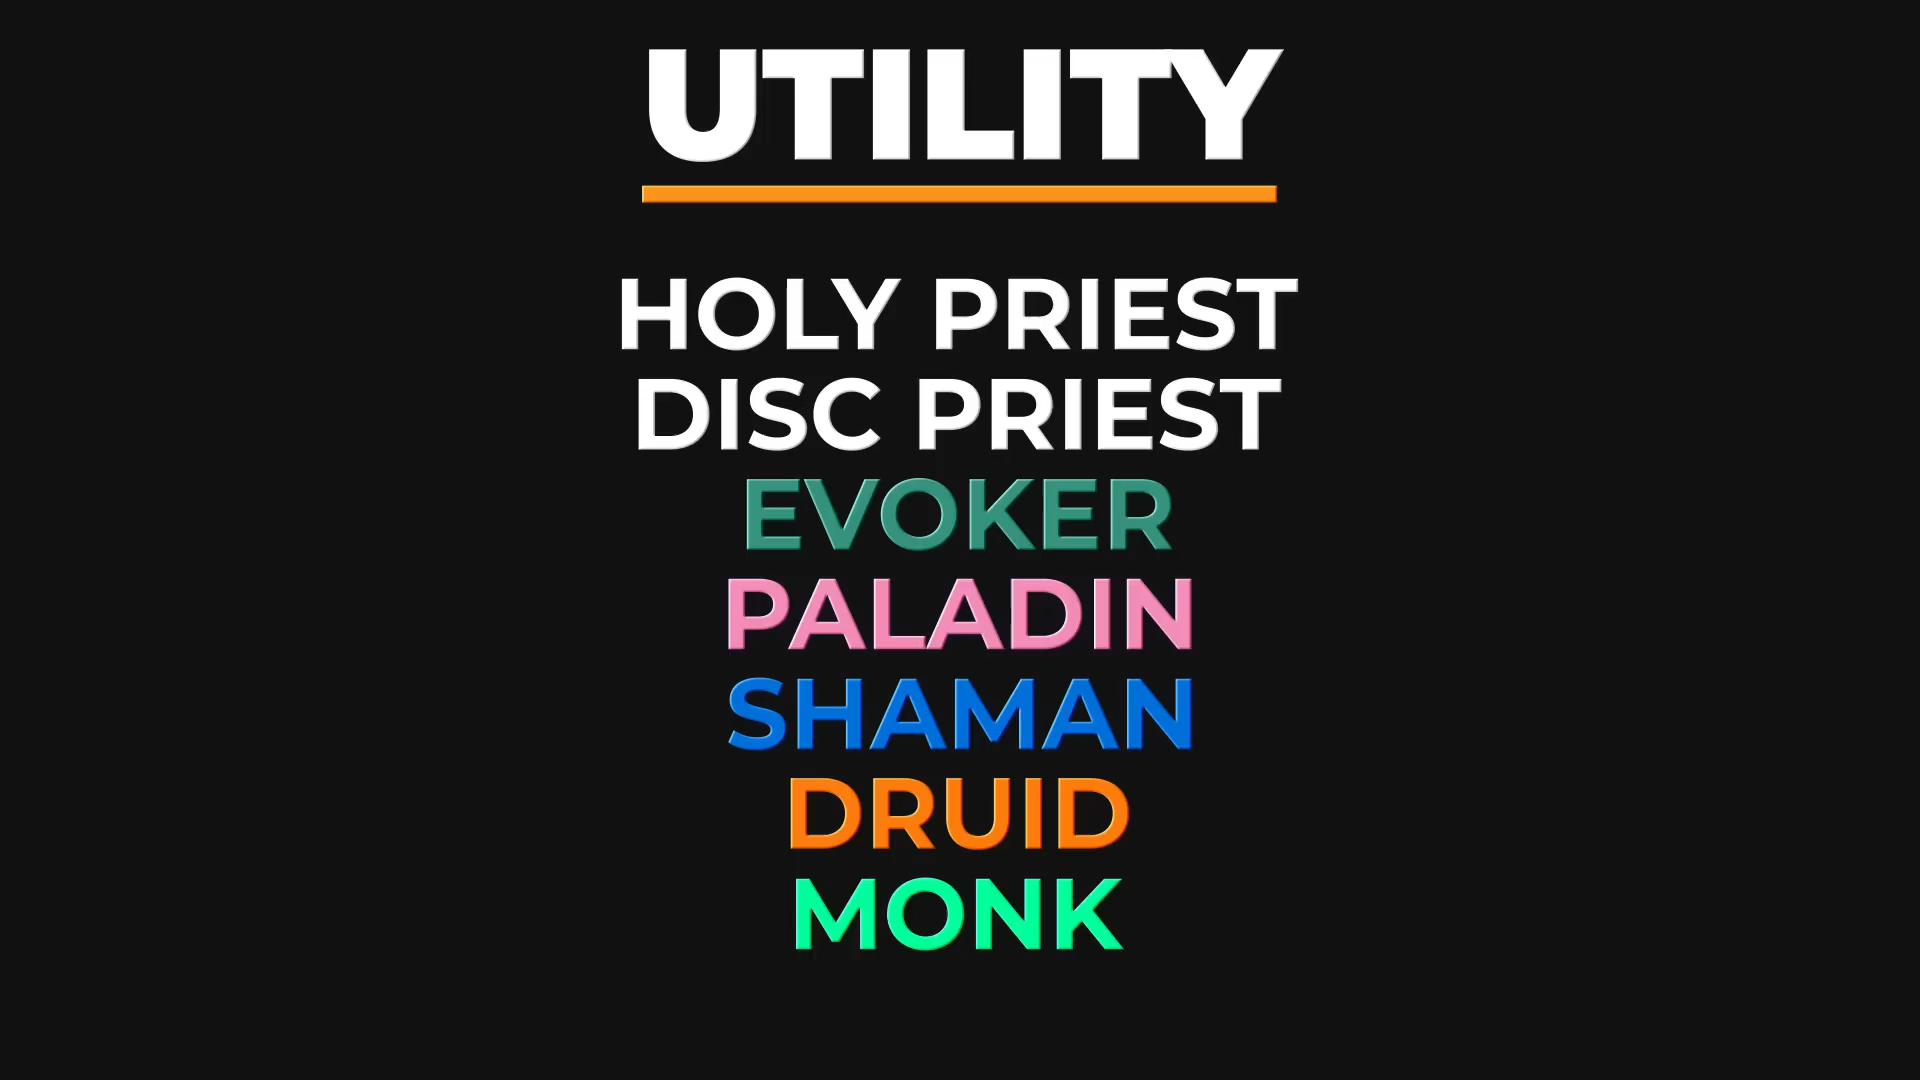 UTILITY
HOLY PRIEST
DISC PRIEST
EVOKER
PALADIN
SHAMAN
DRUID
MONK